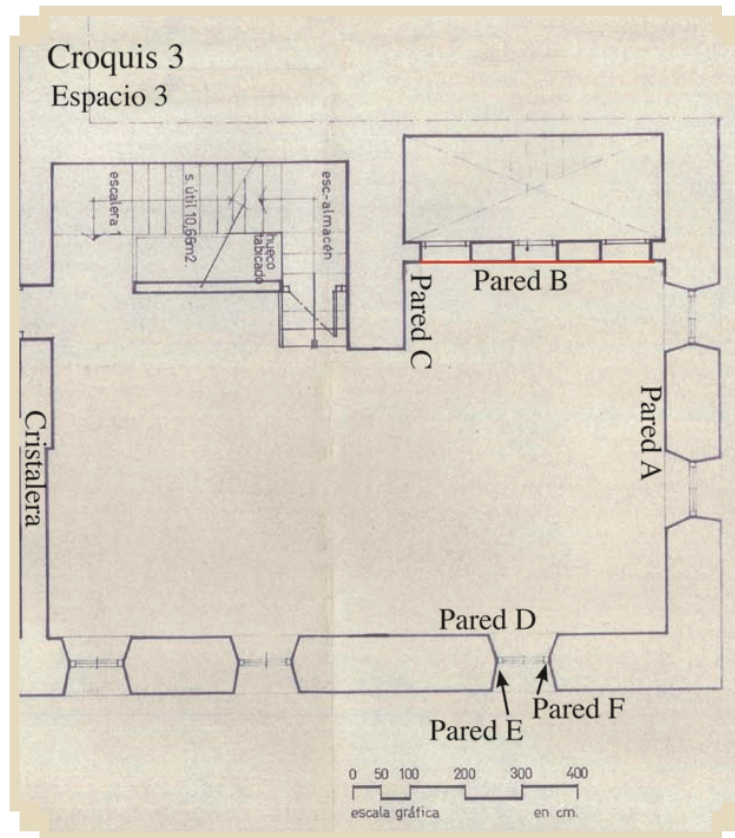 Croquis 3
Espacio 3
escalera 1
s. útil 10,66m2.
hueco
tabicado
esc-almacén
Pared B
Pared C
Pared A
Cristalera
Pared D
Pared E
Pared F
0 50 100 200 300 400
escala gráfica en cm.